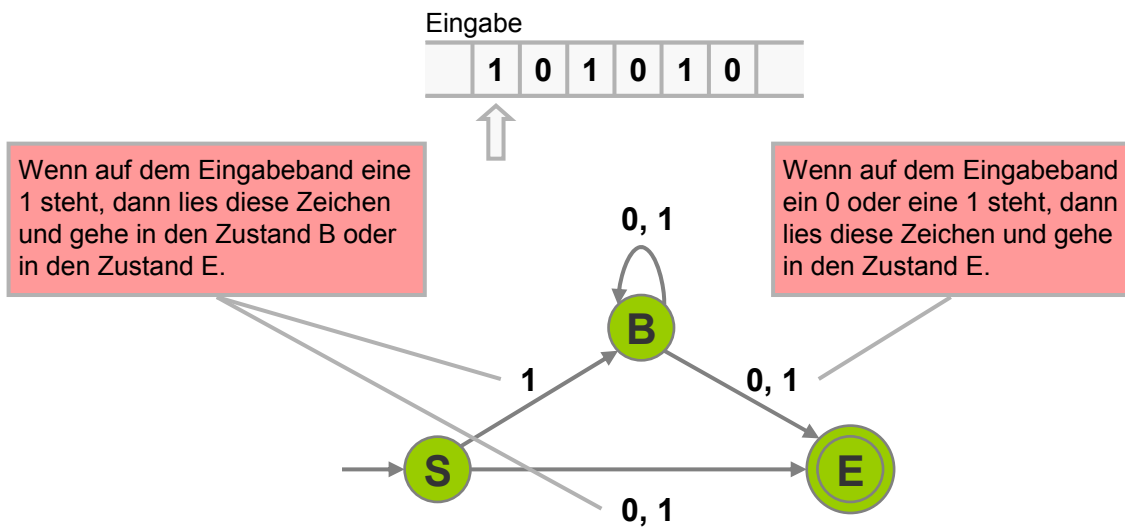 Eingabe
1 0 1 0 1 0
Wenn auf dem Eingabeband eine
1 steht, dann lies diese Zeichen
und gehe in den Zustand B oder
in den Zustand E.
Wenn auf dem Eingabeband
ein 0 oder eine 1 steht, dann
lies diese Zeichen und gehe
in den Zustand E.
0, 1
B
1
0, 1
S
E
0, 1